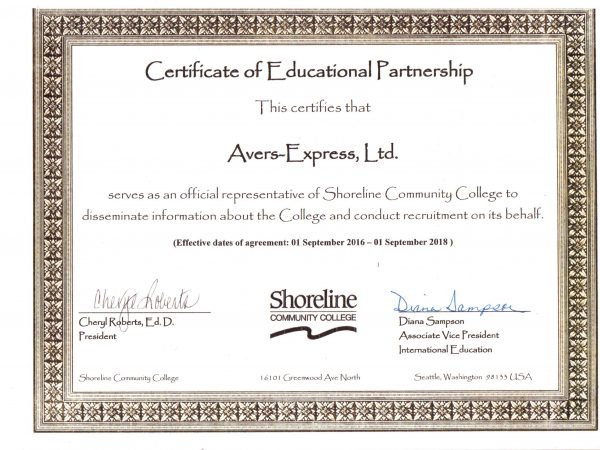 Certificate of Educational Partnership
This certifies that
Avers-Express, Ltd.
serves as an official representative of Shoreline Community College to
disseminate information about the College and conduct recruitment on its behalf.
(Effective dates of agreement: 01 September 2016 – 01 September 2018 )
Cheryl Roberts
Cheryl Roberts, Ed. D.
President
Shoreline
COMMUNITY COLLEGE
Diana Sampson
Diana Sampson
Associate Vice President
International Education
Shoreline Community College
16101 Greenwood Ave North
Seattle, Washington 98133 USA